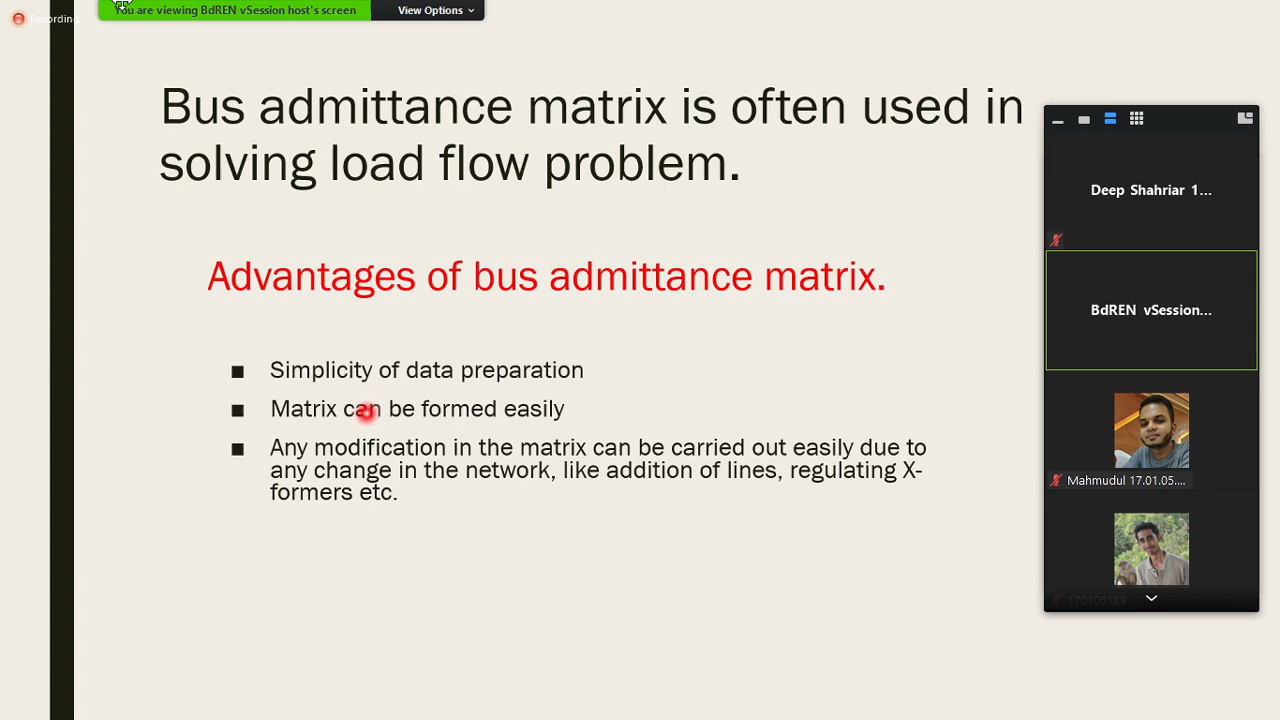 Recording
You are viewing BdREN vSession host's screen
View Options
Bus admittance matrix is often used in
solving load flow problem.
Advantages of bus admittance matrix.
■ Simplicity of data preparation
■ Matrix can be formed easily
■ Any modification in the matrix can be carried out easily due to
any change in the network, like addition of lines, regulating X-
formers etc.
Deep Shahriar 1...
BdREN vSession...
Mahmudul 17.01.05....
170105189